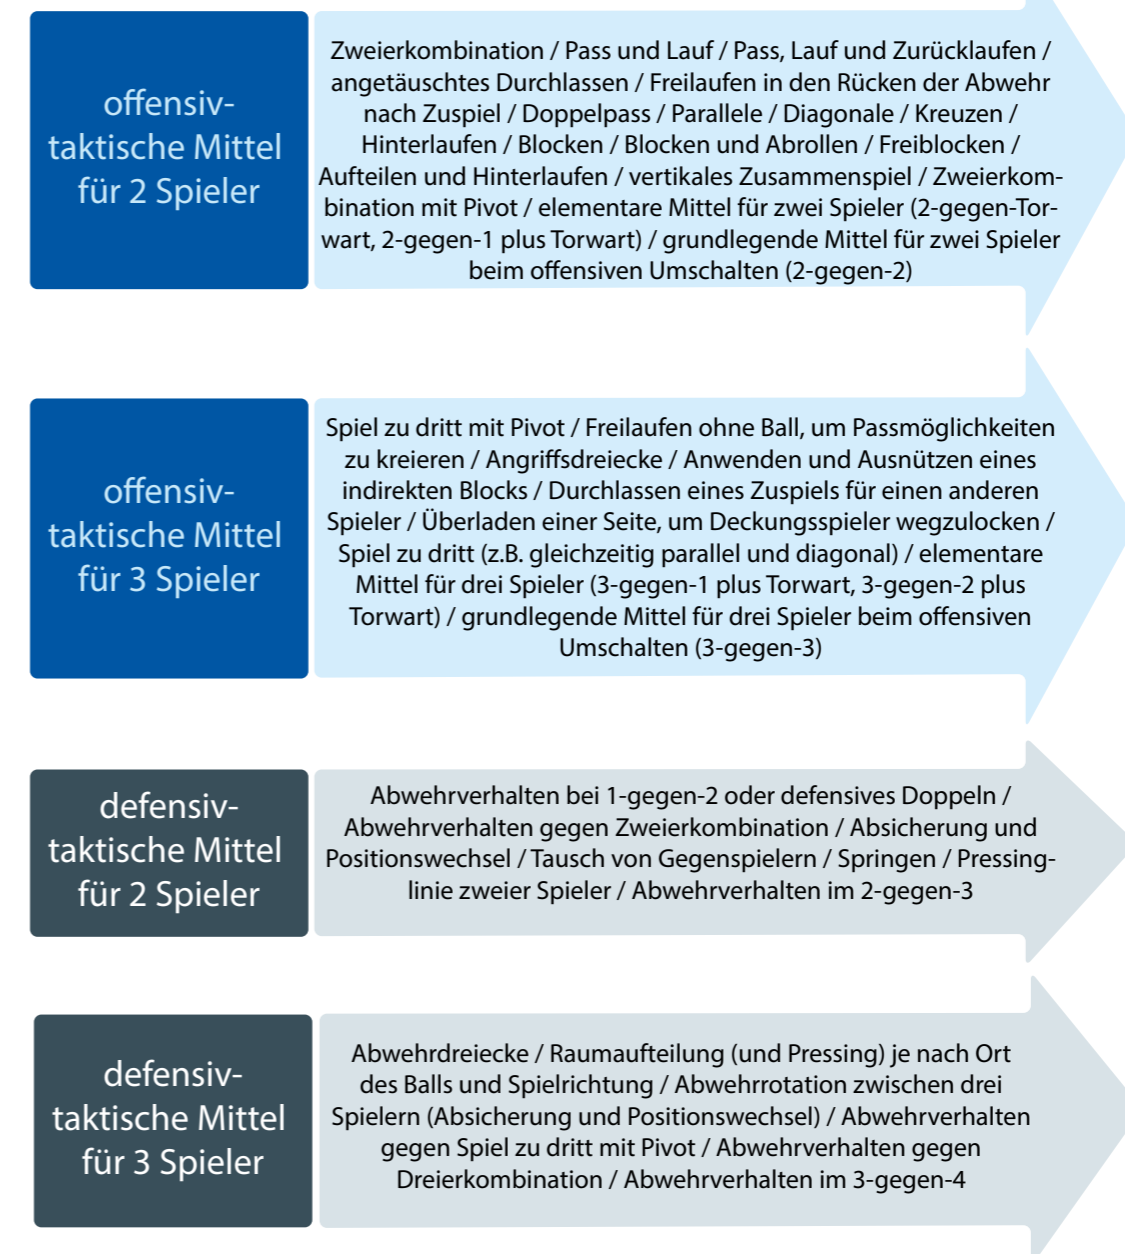 offensiv-
taktische Mittel
für 2 Spieler
Zweierkombination / Pass und Lauf / Pass, Lauf und Zurücklaufen /
angetäuschtes Durchlassen / Freilaufen in den Rücken der Abwehr
nach Zuspiel / Doppelpass / Parallele / Diagonale / Kreuzen /
Hinterlaufen / Blocken / Blocken und Abrollen / Freiblocken /
Aufteilen und Hinterlaufen / vertikales Zusammenspiel / Zweierkom-
bination mit Pivot / elementare Mittel für zwei Spieler (2-gegen-Tor-
wart, 2-gegen-1 plus Torwart) / grundlegende Mittel für zwei Spieler
beim offensiven Umschalten (2-gegen-2)
offensiv-
taktische Mittel
für 3 Spieler
Spiel zu dritt mit Pivot / Freilaufen ohne Ball, um Passmöglichkeiten
zu kreieren / Angriffsdreiecke / Anwenden und Ausnützen eines
indirekten Blocks / Durchlassen eines Zuspiels für einen anderen
Spieler / Überladen einer Seite, um Deckungsspieler wegzulocken /
Spiel zu dritt (z.B. gleichzeitig parallel und diagonal) / elementare
Mittel für drei Spieler (3-gegen-1 plus Torwart, 3-gegen-2 plus
Torwart) / grundlegende Mittel für drei Spieler beim offensiven
Umschalten (3-gegen-3)
defensiv-
taktische Mittel
für 2 Spieler
Abwehrverhalten bei 1-gegen-2 oder defensives Doppeln /
Abwehrverhalten gegen Zweierkombination / Absicherung und
Positionswechsel / Tausch von Gegenspielern / Springen / Pressing-
linie zweier Spieler / Abwehrverhalten im 2-gegen-3
defensiv-
taktische Mittel
für 3 Spieler
Abwehrdreiecke / Raumaufteilung (und Pressing) je nach Ort
des Balls und Spielrichtung / Abwehrrotation zwischen drei
Spielern (Absicherung und Positionswechsel) / Abwehrverhalten
gegen Spiel zu dritt mit Pivot / Abwehrverhalten gegen
Dreierkombination / Abwehrverhalten im 3-gegen-4